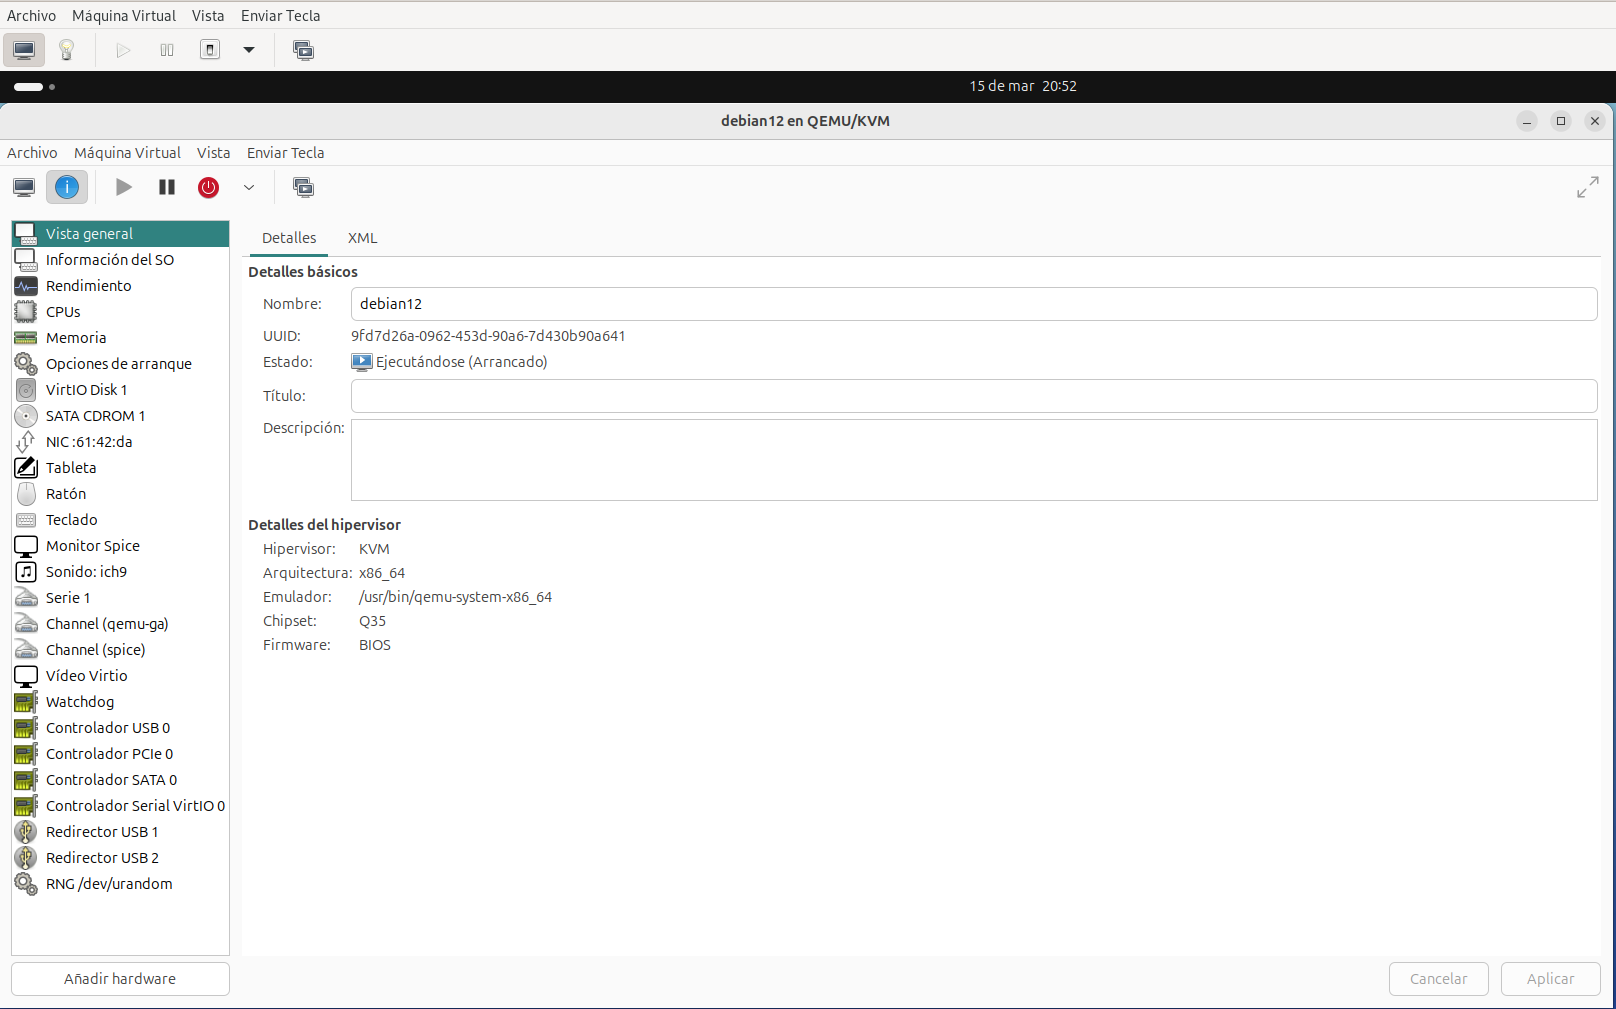 Archivo Máquina Virtual Vista Enviar Tecla
15 de mar 20:52
debian12 en QEMU/KVM
Archivo Máquina Virtual Vista Enviar Tecla
Vista general
Información del SO
Rendimiento
CPUs
Memoria
Opciones de arranque
VirtIO Disk 1
SATA CDROM 1
NIC :61:42:da
Tableta
Ratón
Teclado
Monitor Spice
Sonido: ich9
Serie 1
Channel (qemu-ga)
Channel (spice)
Vídeo Virtio
Watchdog
Controlador USB 0
Controlador PCIe 0
Controlador SATA 0
Controlador Serial VirtIO 0
Redirector USB 1
Redirector USB 2
RNG /dev/urandom
Añadir hardware
Detalles XML
Detalles básicos
Nombre: debian12
UUID: 9fd7d26a-0962-453d-90a6-7d430b90a641
Estado: Ejecutándose (Arrancado)
Título:
Descripción:
Detalles del hipervisor
Hipervisor: KVM
Arquitectura: x86_64
Emulador: /usr/bin/qemu-system-x86_64
Chipset: Q35
Firmware: BIOS
Cancelar Aplicar